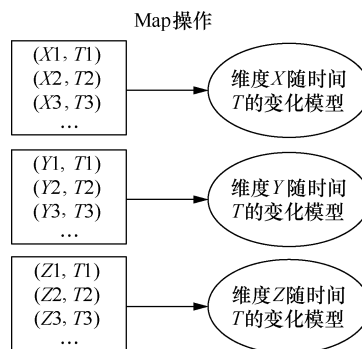 Map操作
(X1, T1)
(X2, T2)
(X3, T3)
…
维度X随时间
T的变化模型
(Y1, T1)
(Y2, T2)
(Y3, T3)
…
维度Y随时间
T的变化模型
(Z1, T1)
(Z2, T2)
(Z3, T3)
…
维度Z随时间
T的变化模型